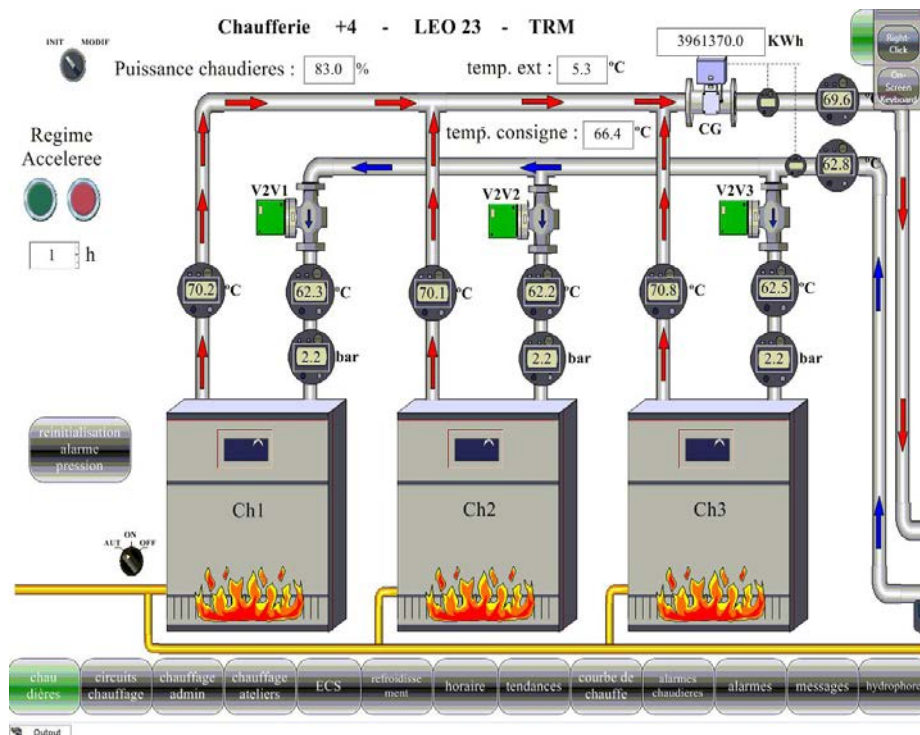 Chaufferie +4 - LEO 23 - TRM
INIT MODIF
Puissance chaudieres : 83.0 %
temp. ext : 5.3 °C
3961370.0 KWh
Right-
Click
On-
Screen
Keyboard
CG
69.6
temp. consigne : 66.4 °C
62.8 °C
Regime
Acceleree
1 h
V2V1
V2V2
V2V3
70.2 °C
62.3 °C
70.1 °C
62.2 °C
70.8 °C
62.5 °C
2.2 bar
2.2 bar
2.2 bar
reinitialisation
alarme
pression
Ch1
Ch2
Ch3
AUT ON OFF
chau
dières
circuits
chauffage
chauffage
admin
chauffage
ateliers
ECS
refroidisse
ment
horaire
tendances
courbe de
chauffe
alarmes
chaudieres
alarmes
messages
hydrophore
Output